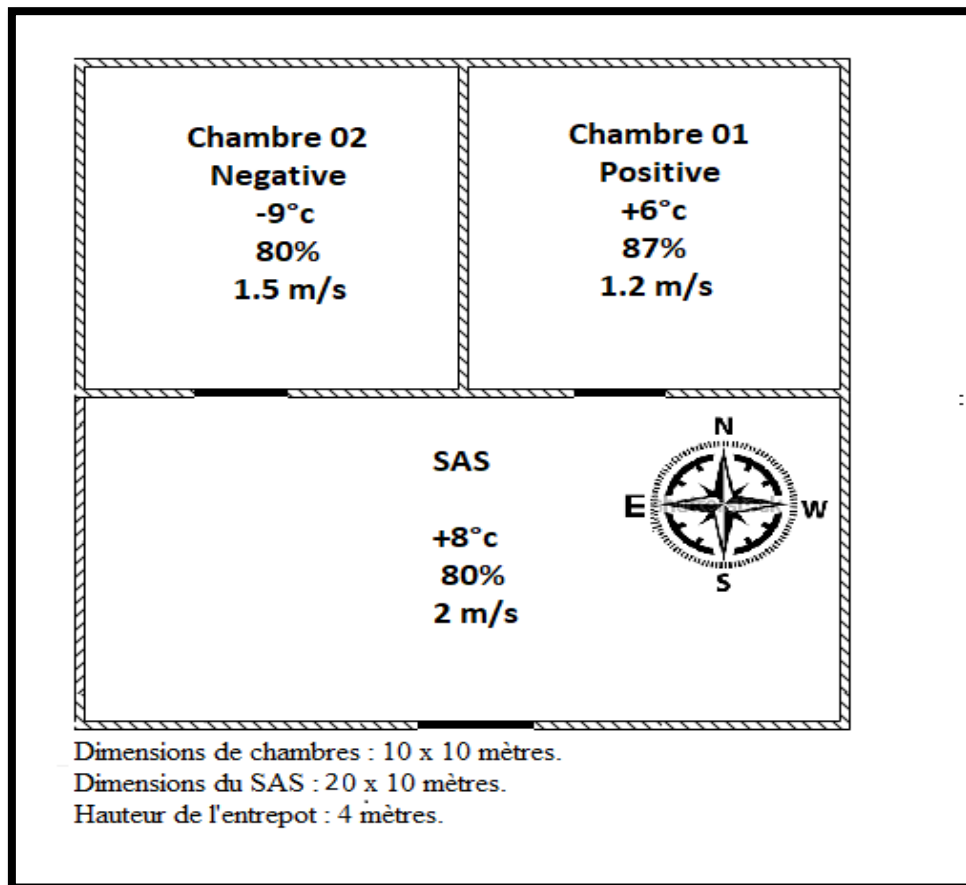 Chambre 02
Negative
-9°c
80%
1.5 m/s
Chambre 01
Positive
+6°c
87%
1.2 m/s
SAS
+8°c
80%
2 m/s
N
E
W
S
:
Dimensions de chambres : 10 x 10 mètres.
Dimensions du SAS : 20 x 10 mètres.
Hauteur de l'entrepot : 4 mètres.